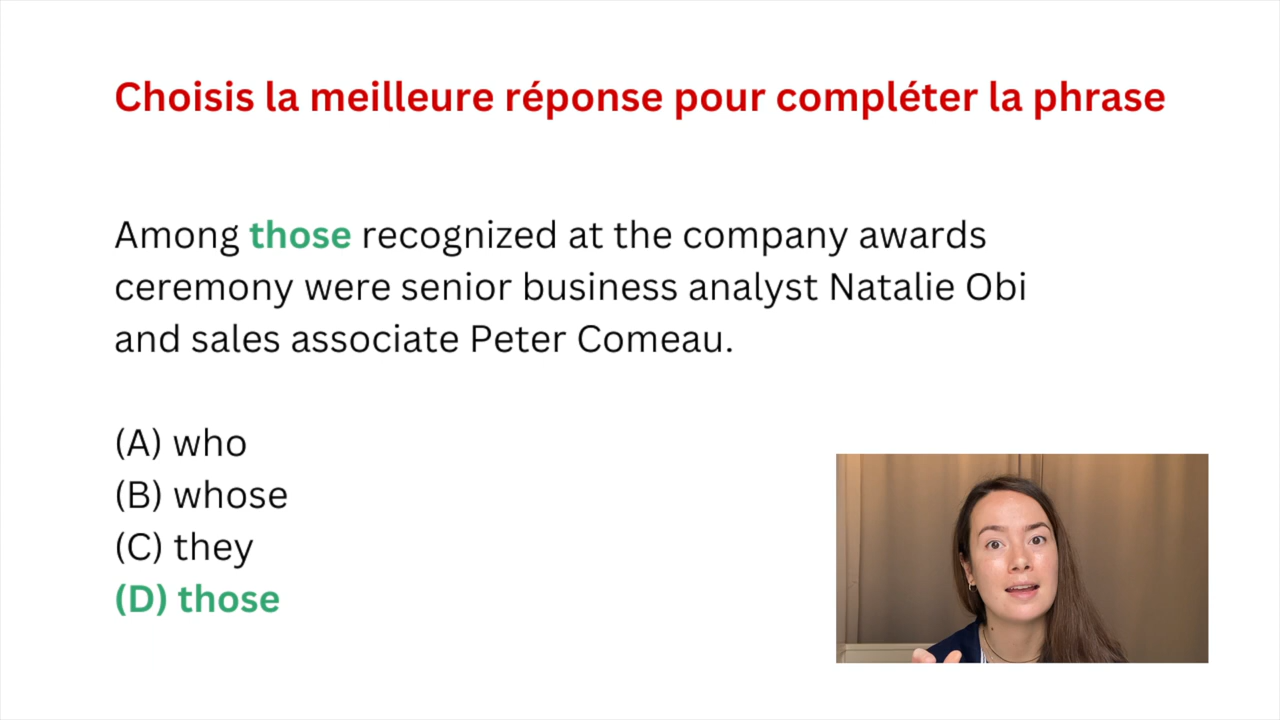 Choisis la meilleure réponse pour compléter la phrase
Among those recognized at the company awards
ceremony were senior business analyst Natalie Obi
and sales associate Peter Comeau.
(A) who
(B) whose
(C) they
(D) those